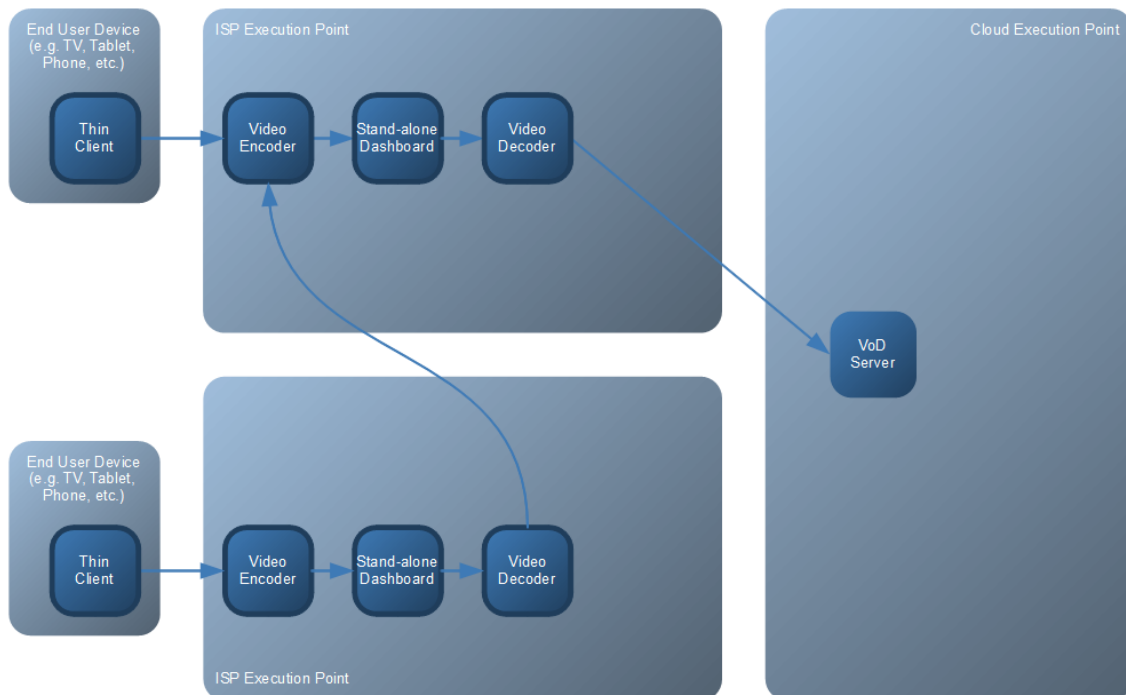 End User Device
(e.g. TV, Tablet,
Phone, etc.)
Thin
Client
ISP Execution Point
Video
Encoder
Stand-alone
Dashboard
Video
Decoder
Cloud Execution Point
VoD
Server
End User Device
(e.g. TV, Tablet,
Phone, etc.)
Thin
Client
Video
Encoder
Stand-alone
Dashboard
Video
Decoder
ISP Execution Point